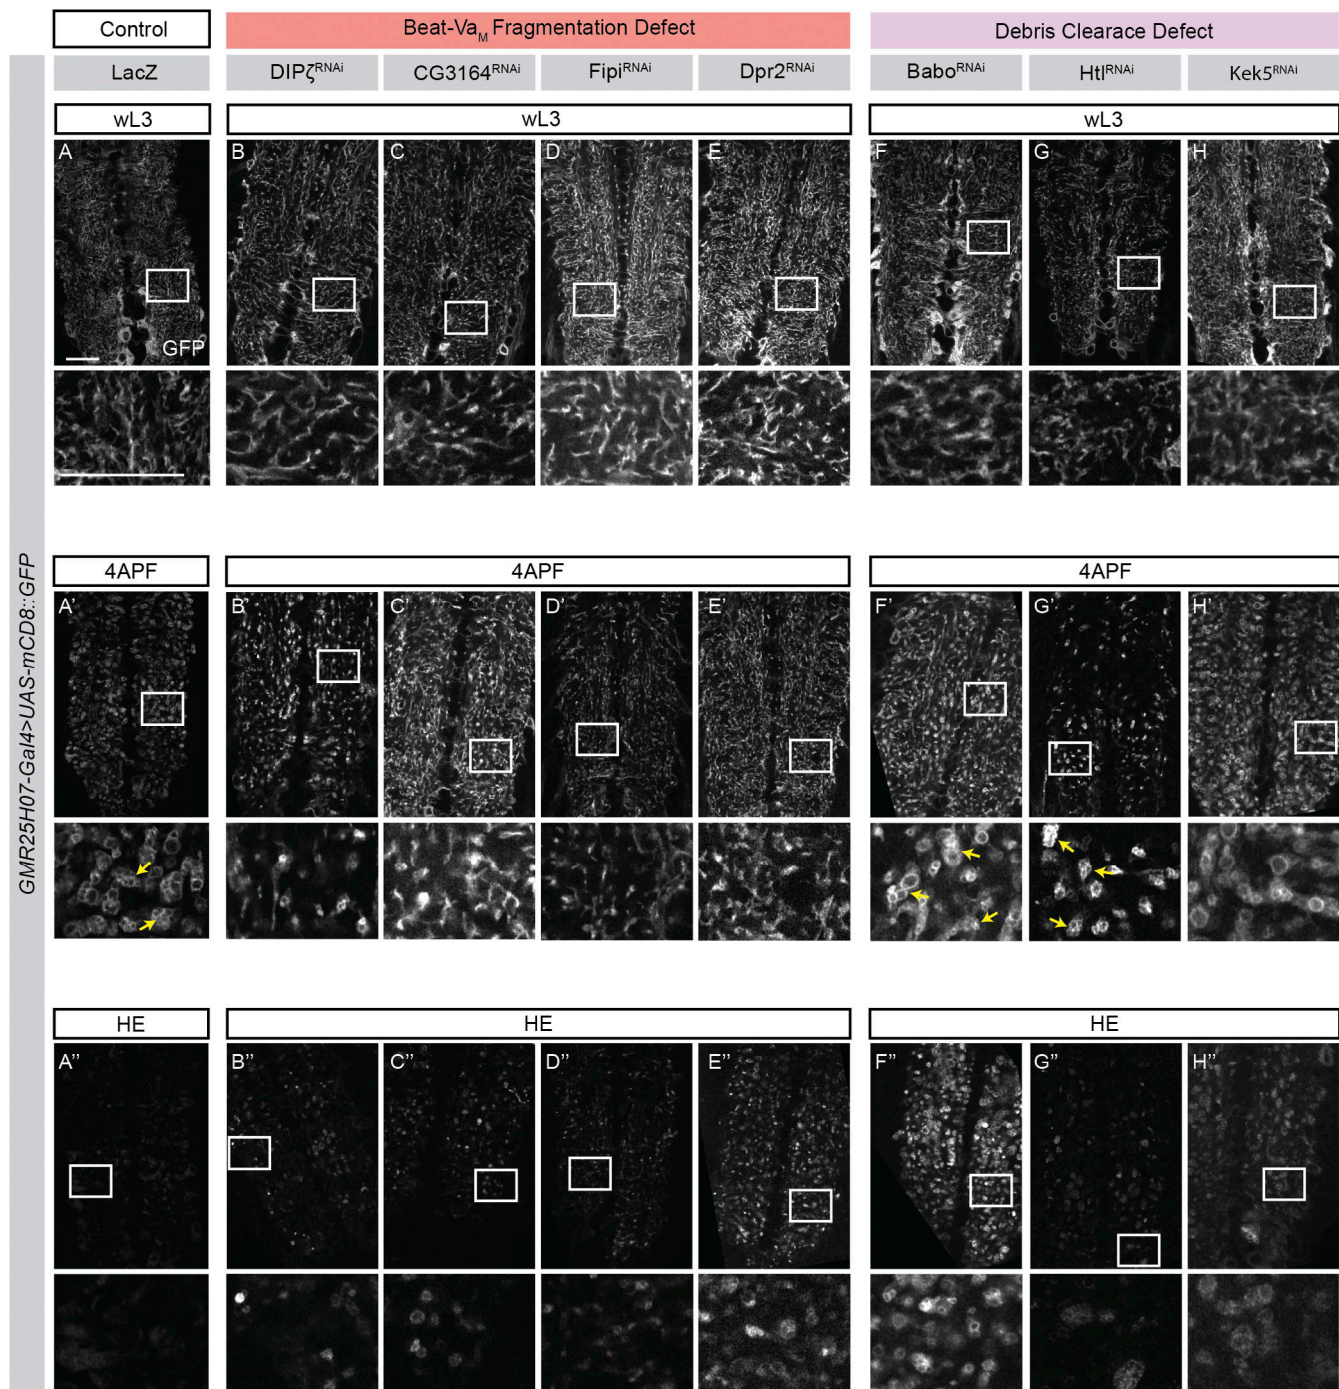 Control
Beat-VaM Fragmentation Defect
Debris Clearace Defect
LacZ
DIPζRNAi
CG3164RNAi
FipiRNAi
Dpr2RNAi
BaboRNAi
HtlRNAi
Kek5RNAi
wL3
wL3
wL3
A
B
C
D
E
F
G
H
GFP
GMR25H07-Gal4>UAS-mCD8::GFP
4APF
4APF
4APF
A'
B'
C'
D'
E'
F'
G'
H'
HE
HE
HE
A''
B''
C''
D''
E''
F''
G''
H''